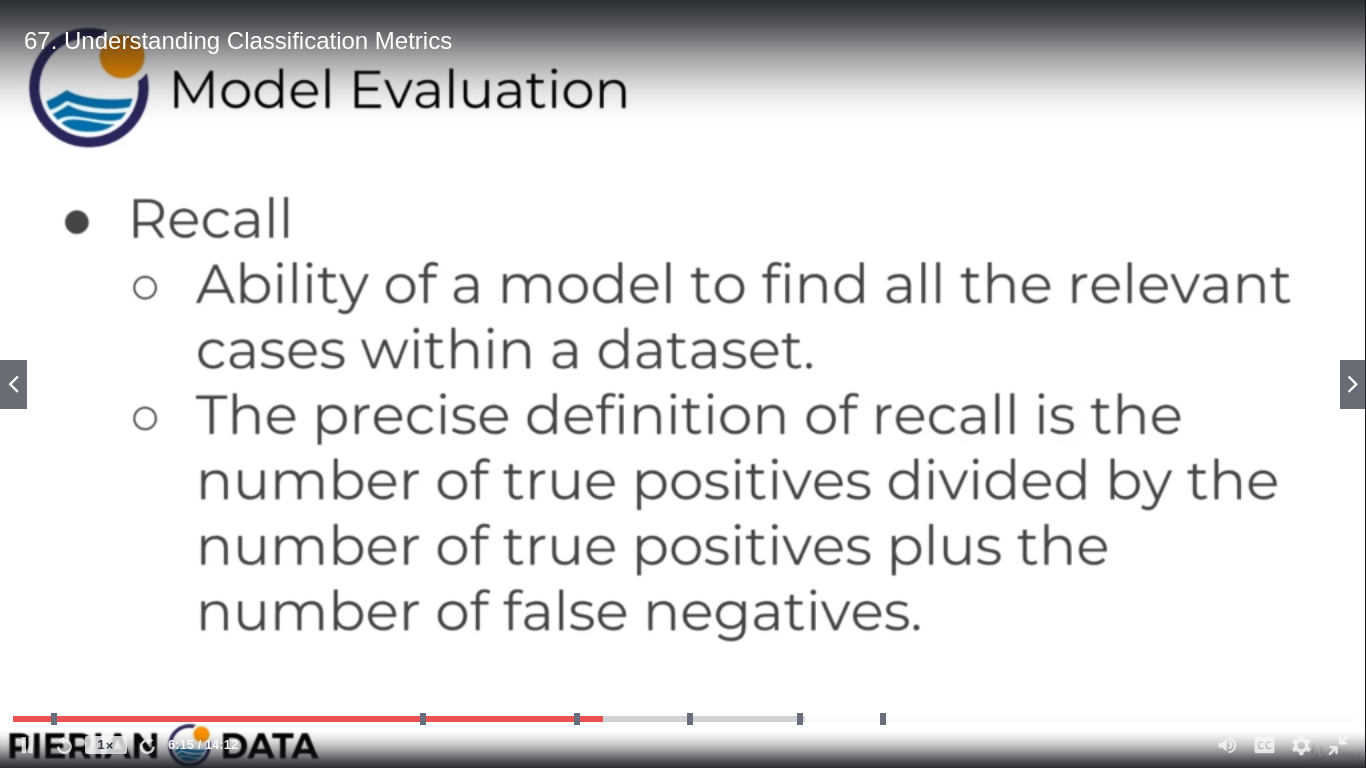 67. Understanding Classification Metrics
Model Evaluation
● Recall
○ Ability of a model to find all the relevant
cases within a dataset.
○ The precise definition of recall is the
number of true positives divided by the
number of true positives plus the
number of false negatives.
PIERIAN DATA
1×
6:15 / 14:12
CC